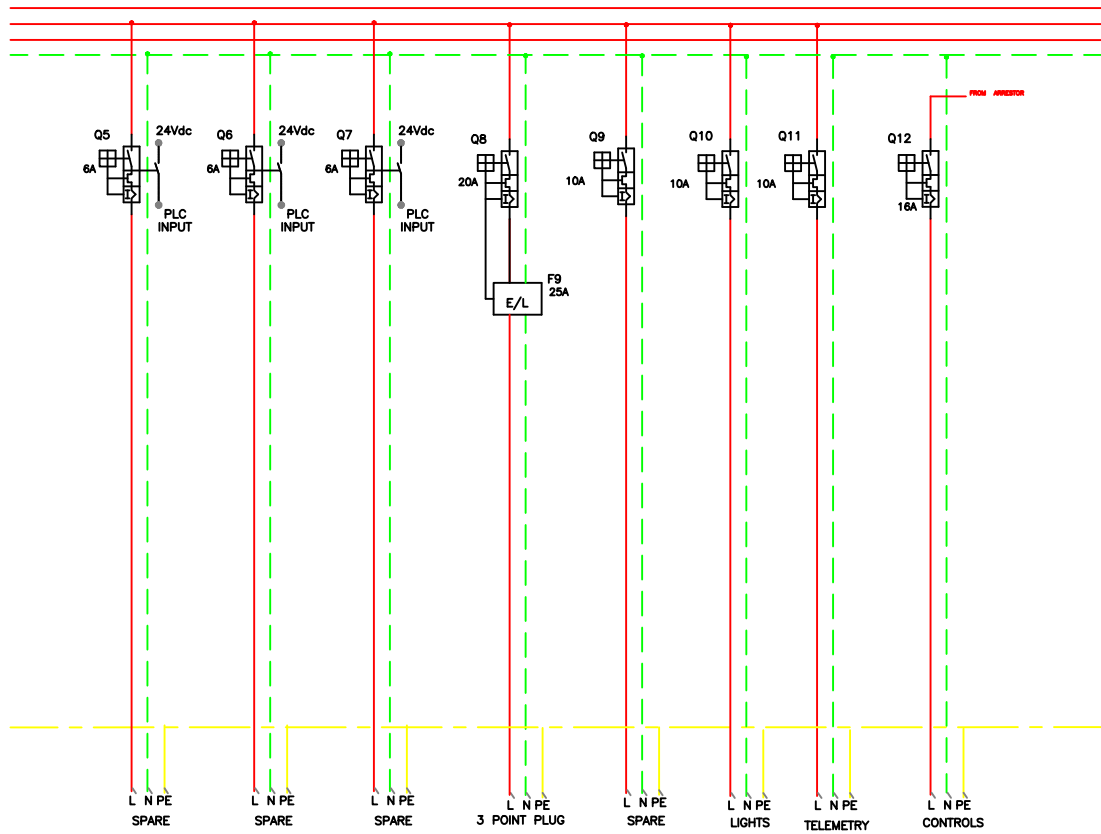 FROM ARRESTOR
Q5
24Vdc
6A
PLC
INPUT
Q6
24Vdc
6A
PLC
INPUT
Q7
24Vdc
6A
PLC
INPUT
Q8
20A
F9
25A
E/L
Q9
10A
Q10
10A
Q11
10A
Q12
16A
L N PE
SPARE
L N PE
SPARE
L N PE
SPARE
L N PE
3 POINT PLUG
L N PE
SPARE
L N PE
LIGHTS
L N PE
TELEMETRY
L N PE
CONTROLS